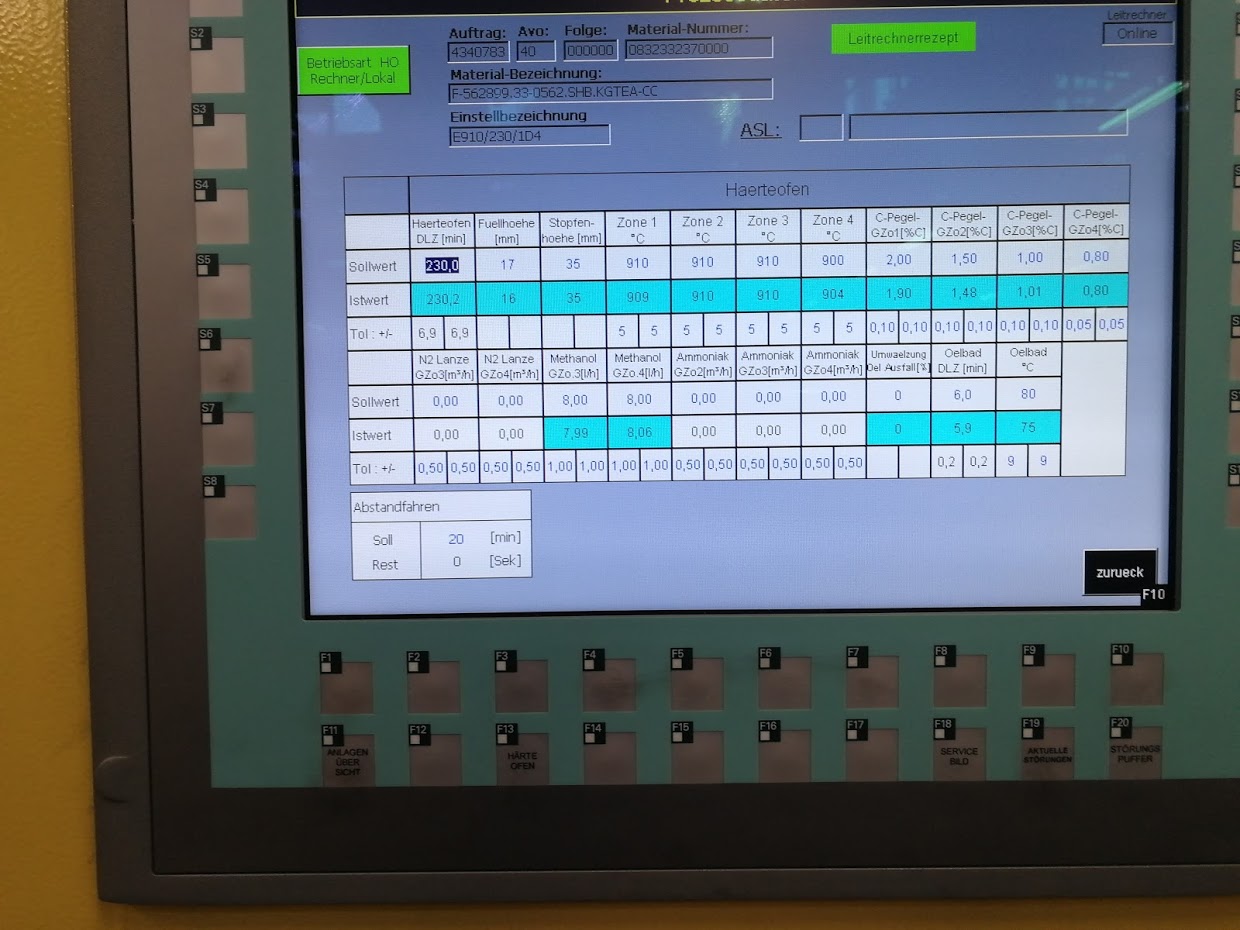 Leitrechner
Auftrag: Avo: Folge: Material-Nummer:
4340783 40 000000 0832332370000
Leitrechnerrezept
Online
Betriebsart HO
Rechner/Lokal
Material-Bezeichnung:
F-562899.33-0562.SHB.KGTEA-CC
Einstellbezeichnung
E910/230/1D4
ASL:
Haerteofen
Haerteofen Fuellhoehe Stopfen- Zone 1 Zone 2 Zone 3 Zone 4 C-Pegel- C-Pegel- C-Pegel- C-Pegel-
DLZ [min] [mm] hoehe [mm] °C °C °C °C GZo1[%C] GZo2[%C] GZo3[%C] GZo4[%C]
Sollwert 230,0 17 35 910 910 910 900 2,00 1,50 1,00 0,80
Istwert 230,2 16 35 909 910 910 904 1,90 1,48 1,01 0,80
Tol : +/- 6,9 6,9 5 5 5 5 5 5 5 5 0,10 0,10 0,10 0,10 0,10 0,10 0,05 0,05
N2 Lanze N2 Lanze Methanol Methanol Ammoniak Ammoniak Ammoniak Umwaelzung Oelbad Oelbad
GZo3[m³/h] GZo4[m³/h] GZo.3[l/h] GZo.4[l/h] GZo2[m³/h] GZo3[m³/h] GZo4[m³/h] Oel Ausfall[%] DLZ [min] °C
Sollwert 0,00 0,00 8,00 8,00 0,00 0,00 0,00 0 6,0 80
Istwert 0,00 0,00 7,99 8,06 0,00 0,00 0,00 0 5,9 75
Tol : +/- 0,50 0,50 0,50 0,50 1,00 1,00 1,00 1,00 0,50 0,50 0,50 0,50 0,50 0,50 0,2 0,2 9 9
Abstandfahren
Soll 20 [min]
Rest 0 [Sek]
zurueck
F10
S2
S3
S4
S5
S6
S7
S8
F1 F2 F3 F4 F5 F6 F7 F8 F9 F10
F11 F12 F13 F14 F15 F16 F17 F18 F19 F20
ANLAGEN
ÜBER
SICHT
HÄRTE
OFEN
SERVICE
BILD
AKTUELLE
STÖRUNGEN
STÖRUNGS
PUFFER